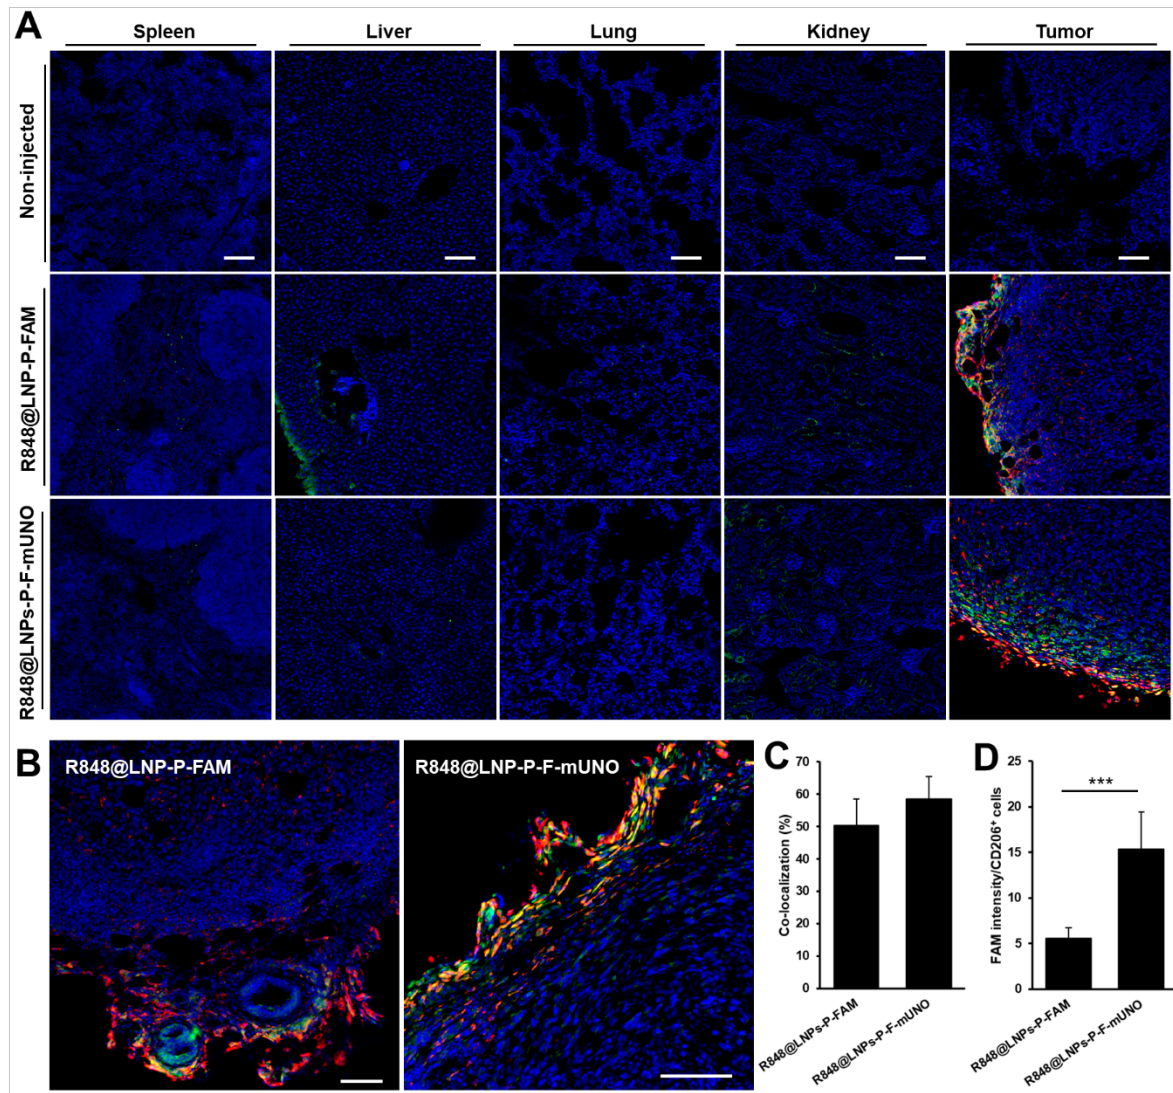 A
Spleen
Liver
Lung
Kidney
Tumor
Non-injected
R848@LNP-P-FAM
R848@LNPs-P-F-mUNO
B
R848@LNP-P-FAM
R848@LNP-P-F-mUNO
C
Co-localization (%)
70
60
50
40
30
20
10
0
R848@LNPs-P-FAM
R848@LNPs-P-F-mUNO
D
FAM intensity/CD206⁺ cells
25
20
15
10
5
0
***
R848@LNPs-P-FAM
R848@LNPs-P-F-mUNO